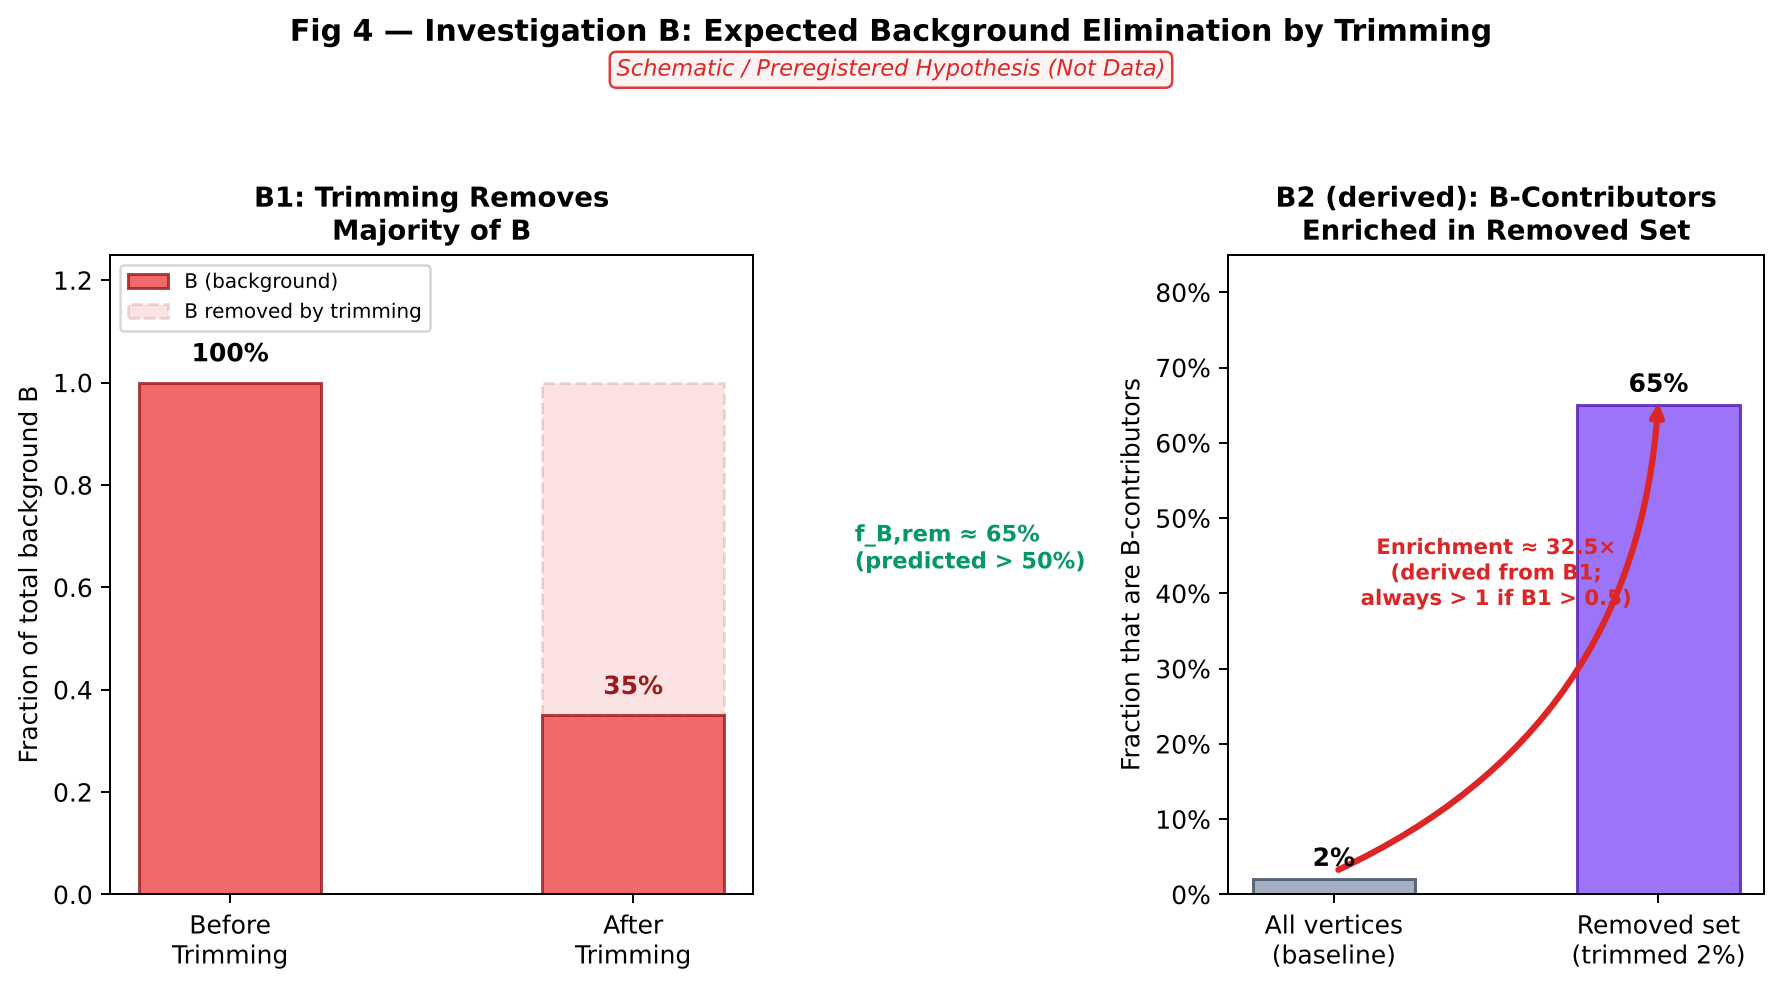 Fig 4 — Investigation B: Expected Background Elimination by Trimming
Schematic / Preregistered Hypothesis (Not Data)
B1: Trimming Removes
Majority of B
Fraction of total background B
1.2
1.0
0.8
0.6
0.4
0.2
0.0
B (background)
B removed by trimming
100%
35%
Before
Trimming
After
Trimming
f_B,rem ≈ 65%
(predicted > 50%)
B2 (derived): B-Contributors
Enriched in Removed Set
Fraction that are B-contributors
80%
70%
60%
50%
40%
30%
20%
10%
0%
65%
Enrichment ≈ 32.5×
(derived from B1;
always > 1 if B1 > 0.5)
2%
All vertices
(baseline)
Removed set
(trimmed 2%)